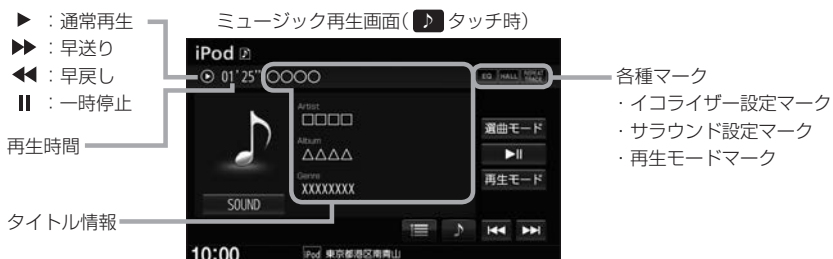 ▶ ：通常再生
▶▶ ：早送り
◀◀ ：早戻し
II ：一時停止
再生時間
タイトル情報
ミュージック再生画面( ♪ タッチ時)
iPod ♪
01'25" ○○○○
EQ HALL REPEAT TRACK
Artist
□□□□
Album
△△△△
Genre
XXXXXXXX
SOUND
選曲モード
▶II
再生モード
♪
10:00 iPod 東京都港区南青山
各種マーク
・イコライザー設定マーク
・サラウンド設定マーク
・再生モードマーク